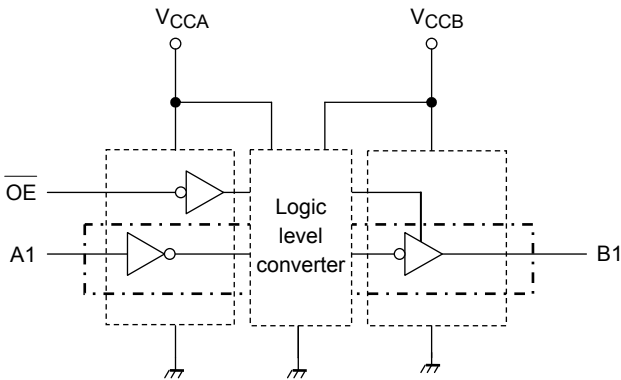 VCCA
VCCB
OE
A1
Logic
level
converter
B1